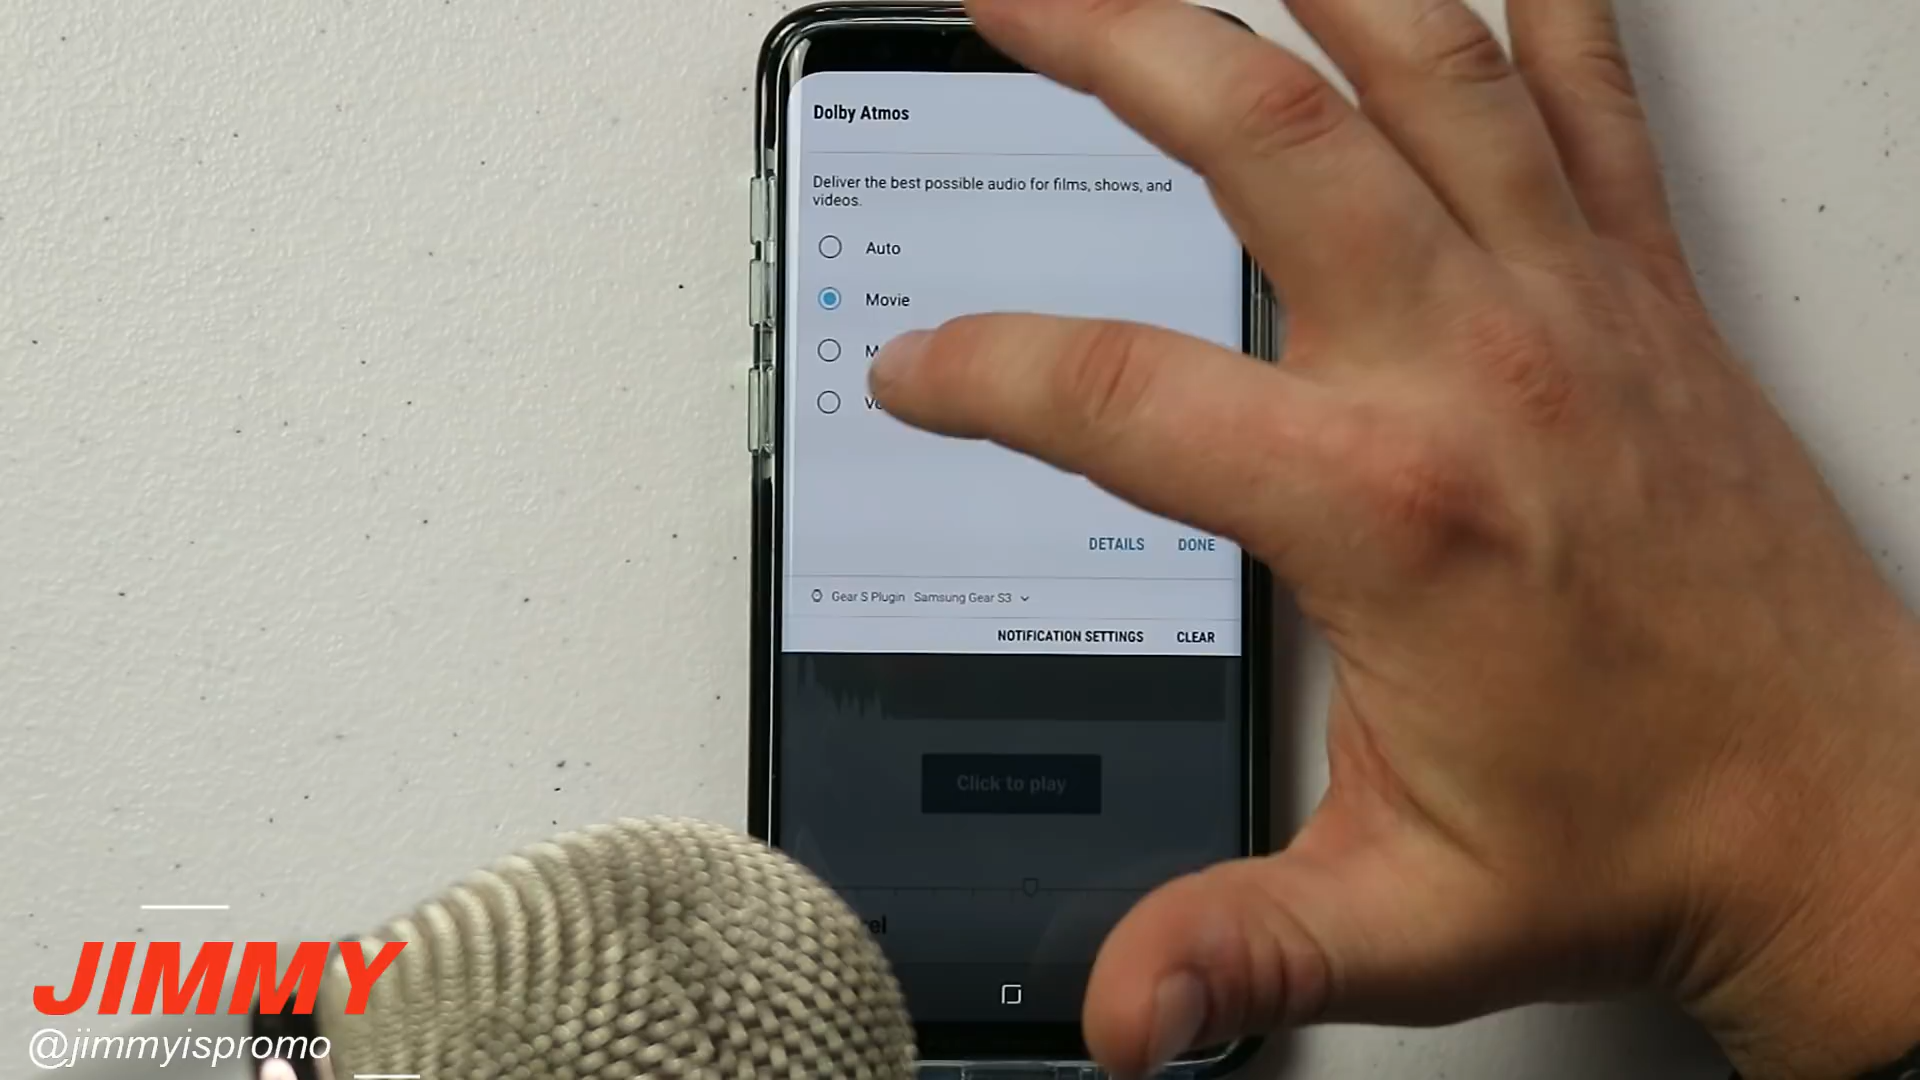 Dolby Atmos
Deliver the best possible audio for films, shows, and
videos.
Auto
Movie
DETAILS DONE
Gear S Plugin Samsung Gear S3
NOTIFICATION SETTINGS CLEAR
Click to play
JIMMY
@jimmyispromo